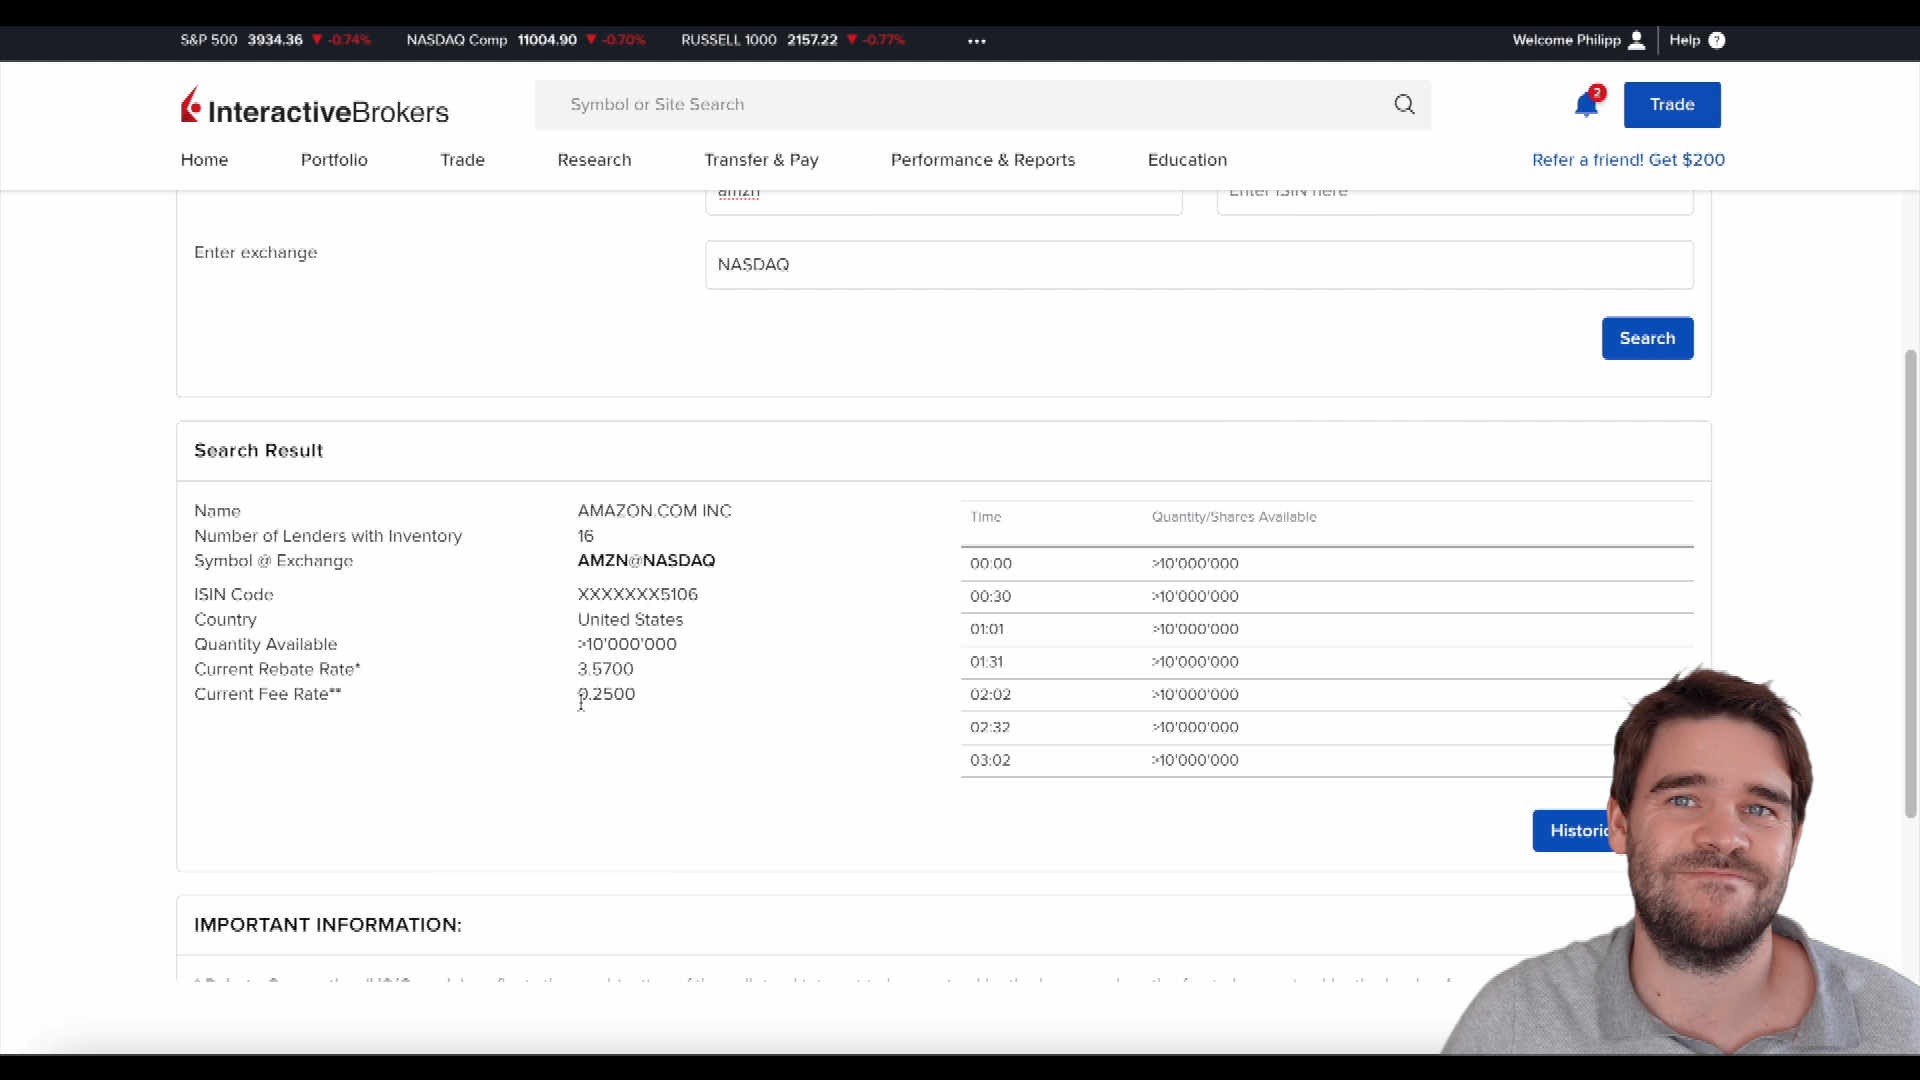 S&P 500 3934.36 ▼ -0.74% NASDAQ Comp 11004.90 ▼ -0.70% RUSSELL 1000 2157.22 ▼ -0.77% ••• Welcome Philipp Help ?
InteractiveBrokers Symbol or Site Search 2 Trade
Home Portfolio Trade Research Transfer & Pay Performance & Reports Education Refer a friend! Get $200
amzn Enter ISIN here
Enter exchange NASDAQ
Search
Search Result
Name AMAZON.COM INC
Number of Lenders with Inventory 16
Symbol @ Exchange AMZN@NASDAQ
ISIN Code XXXXXXX5106
Country United States
Quantity Available >10'000'000
Current Rebate Rate* 3.5700
Current Fee Rate** 0.2500
Time Quantity/Shares Available
00:00 >10'000'000
00:30 >10'000'000
01:01 >10'000'000
01:31 >10'000'000
02:02 >10'000'000
02:32 >10'000'000
03:02 >10'000'000
IMPORTANT INFORMATION: